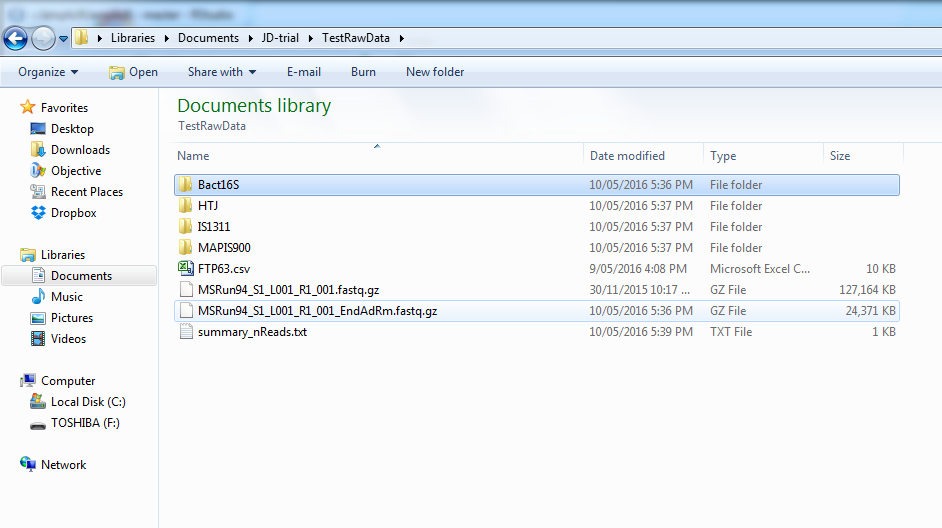 Libraries Documents JD-trial TestRawData
Organize Open Share with E-mail Burn New folder
Favorites
Desktop
Downloads
Objective
Recent Places
Dropbox
Libraries
Documents
Music
Pictures
Videos
Computer
Local Disk (C:)
TOSHIBA (F:)
Network
Documents library
TestRawData
Name Date modified Type Size
Bact16S 10/05/2016 5:36 PM File folder
HTJ 10/05/2016 5:37 PM File folder
IS1311 10/05/2016 5:37 PM File folder
MAPIS900 10/05/2016 5:37 PM File folder
FTP63.csv 9/05/2016 4:08 PM Microsoft Excel C... 10 KB
MSRun94_S1_L001_R1_001.fastq.gz 30/11/2015 10:17 ... GZ File 127,164 KB
MSRun94_S1_L001_R1_001_EndAdRm.fastq.gz 10/05/2016 5:36 PM GZ File 24,371 KB
summary_nReads.txt 10/05/2016 5:39 PM TXT File 1 KB